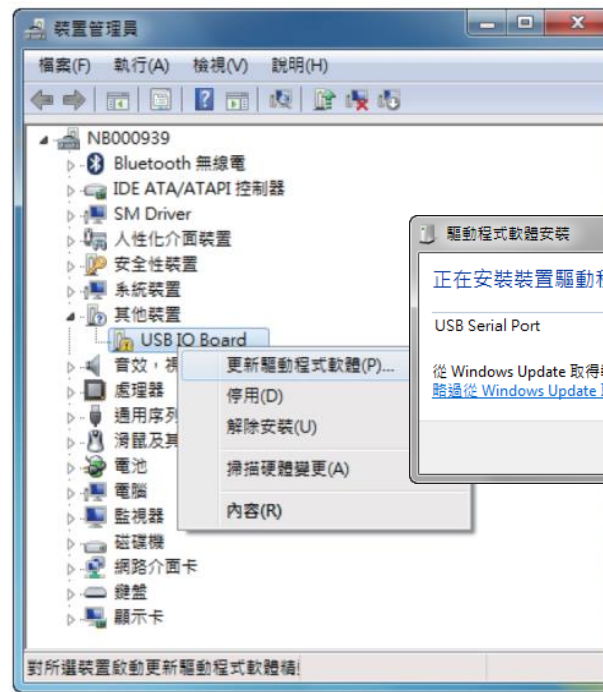 裝置管理員
檔案(F) 執行(A) 檢視(V) 說明(H)
NB000939
Bluetooth 無線電
IDE ATA/ATAPI 控制器
SM Driver
人性化介面裝置
安全性裝置
系統裝置
其他裝置
USB IO Board
音效，視
處理器
通用序列
滑鼠及其
電池
電腦
監視器
磁碟機
網路介面卡
鍵盤
顯示卡
更新驅動程式軟體(P)...
停用(D)
解除安裝(U)
掃描硬體變更(A)
內容(R)
驅動程式軟體安裝
正在安裝裝置驅動程
USB Serial Port
從 Windows Update 取得
略過從 Windows Update
對所選裝置啟動更新驅動程式軟體精